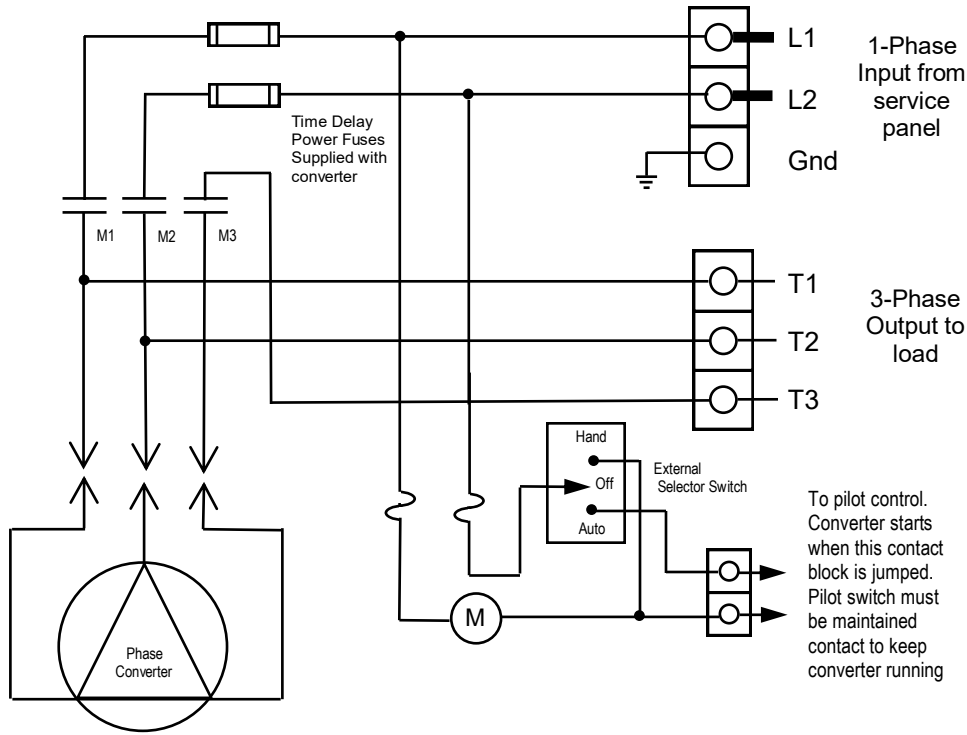 L1
L2
Gnd
1-Phase
Input from
service
panel
Time Delay
Power Fuses
Supplied with
converter
M1
M2
M3
T1
T2
T3
3-Phase
Output to
load
Hand
Off
Auto
External
Selector Switch
To pilot control.
Converter starts
when this contact
block is jumped.
Pilot switch must
be maintained
contact to keep
converter running
M
Phase
Converter